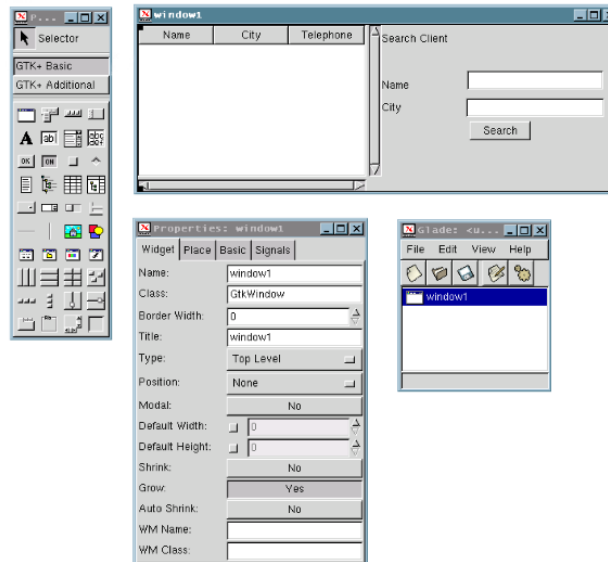 P...
Selector
GTK+ Basic
GTK+ Additional
A
ab
OK
ON
window1
Name City Telephone
Search Client
Name
City
Search
Properties: window1
Widget Place Basic Signals
Name: window1
Class: GtkWindow
Border Width: 0
Title: window1
Type: Top Level
Position: None
Modal: No
Default Width: 0
Default Height: 0
Shrink: No
Grow: Yes
Auto Shrink: No
WM Name:
WM Class:
Glade: <u...
File Edit View Help
window1